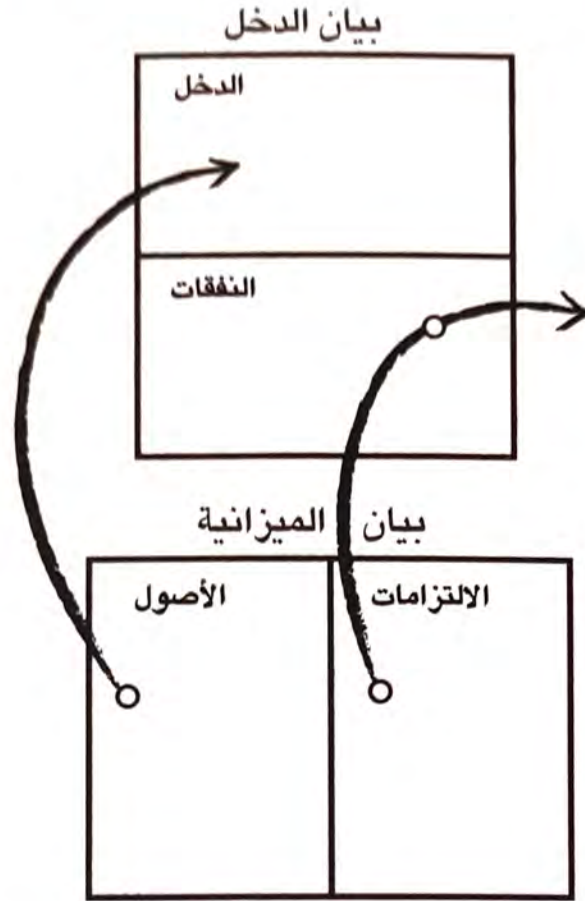 بيان الدخل
الدخل
النفقات
بيان الميزانية
الأصول
الالتزامات